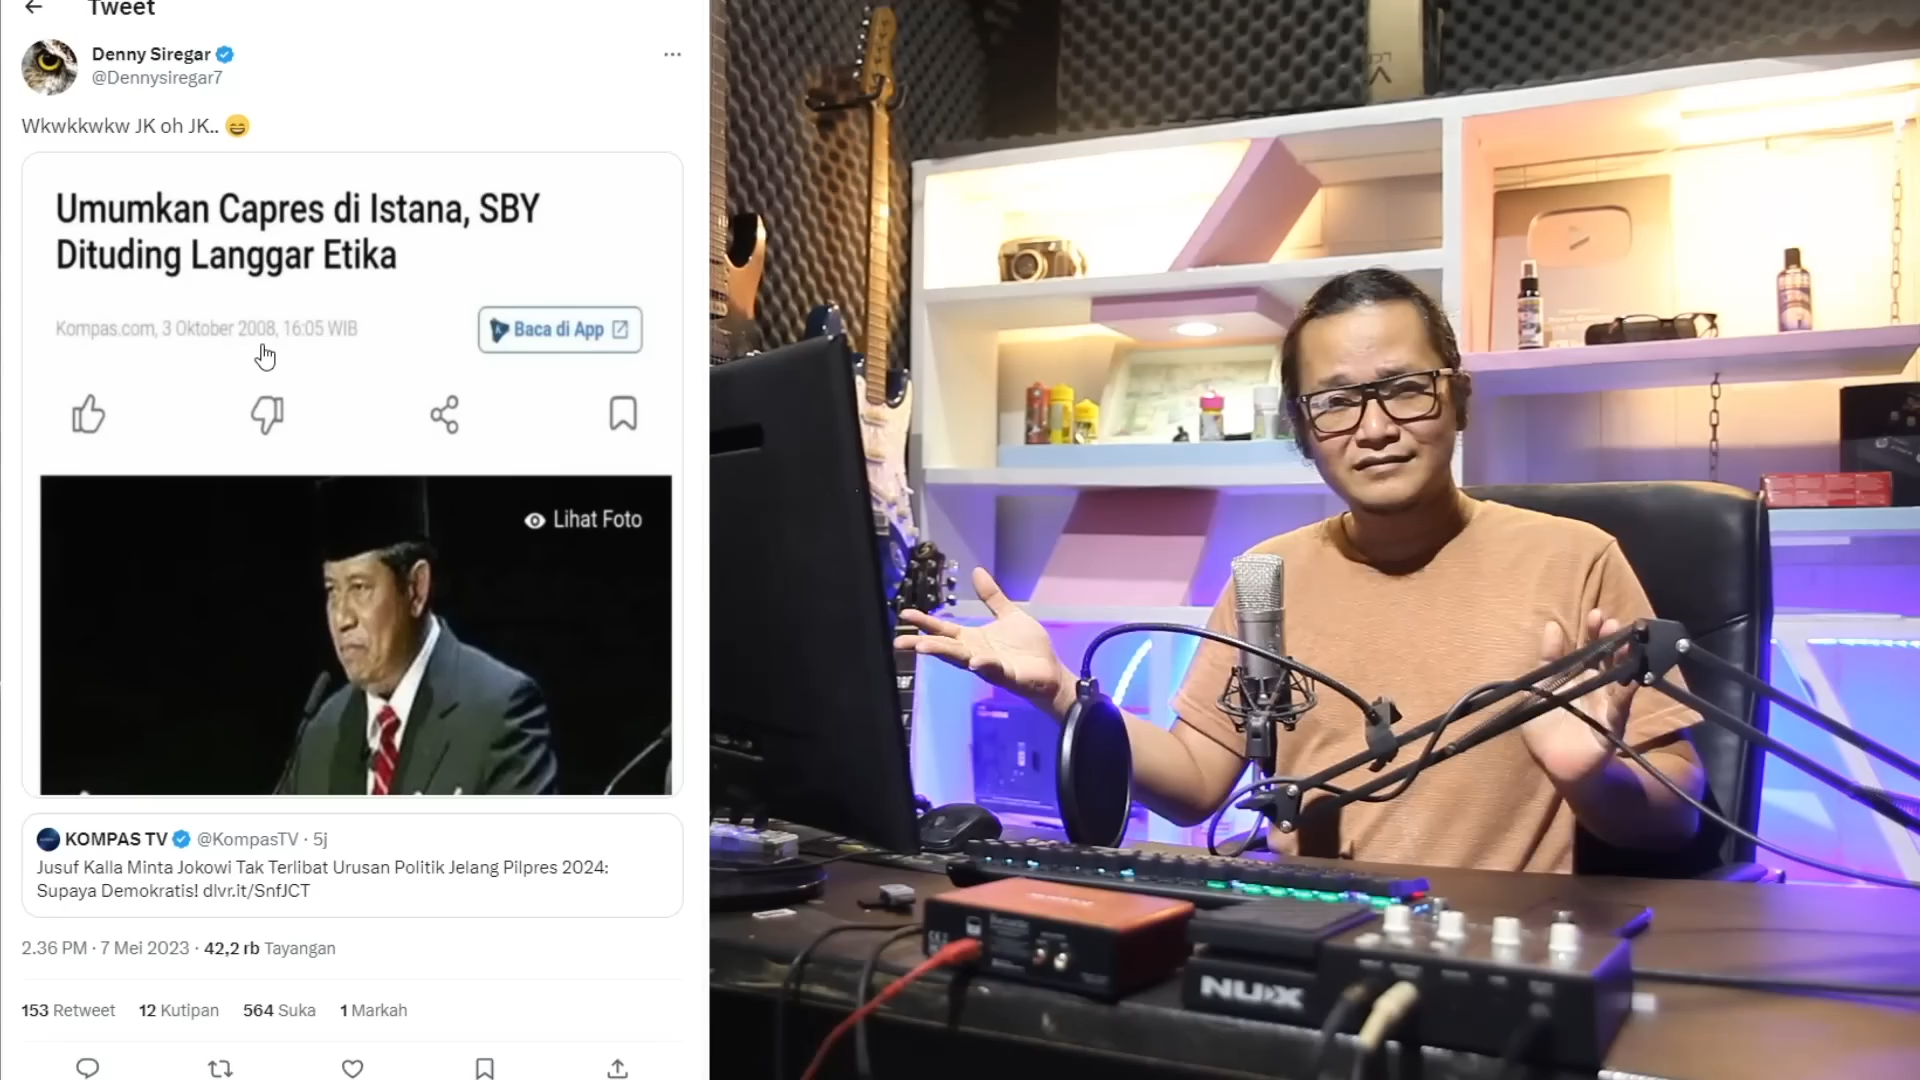 Tweet
Denny Siregar
@Dennysiregar7
Wkwkkwkw JK oh JK.. 😄
Umumkan Capres di Istana, SBY
Dituding Langgar Etika
Kompas.com, 3 Oktober 2008, 16:05 WIB
Baca di App
Lihat Foto
KOMPAS TV @KompasTV · 5j
Jusuf Kalla Minta Jokowi Tak Terlibat Urusan Politik Jelang Pilpres 2024:
Supaya Demokratis! dlvr.it/SnfJCT
2.36 PM · 7 Mei 2023 · 42,2 rb Tayangan
153 Retweet 12 Kutipan 564 Suka 1 Markah
NUX